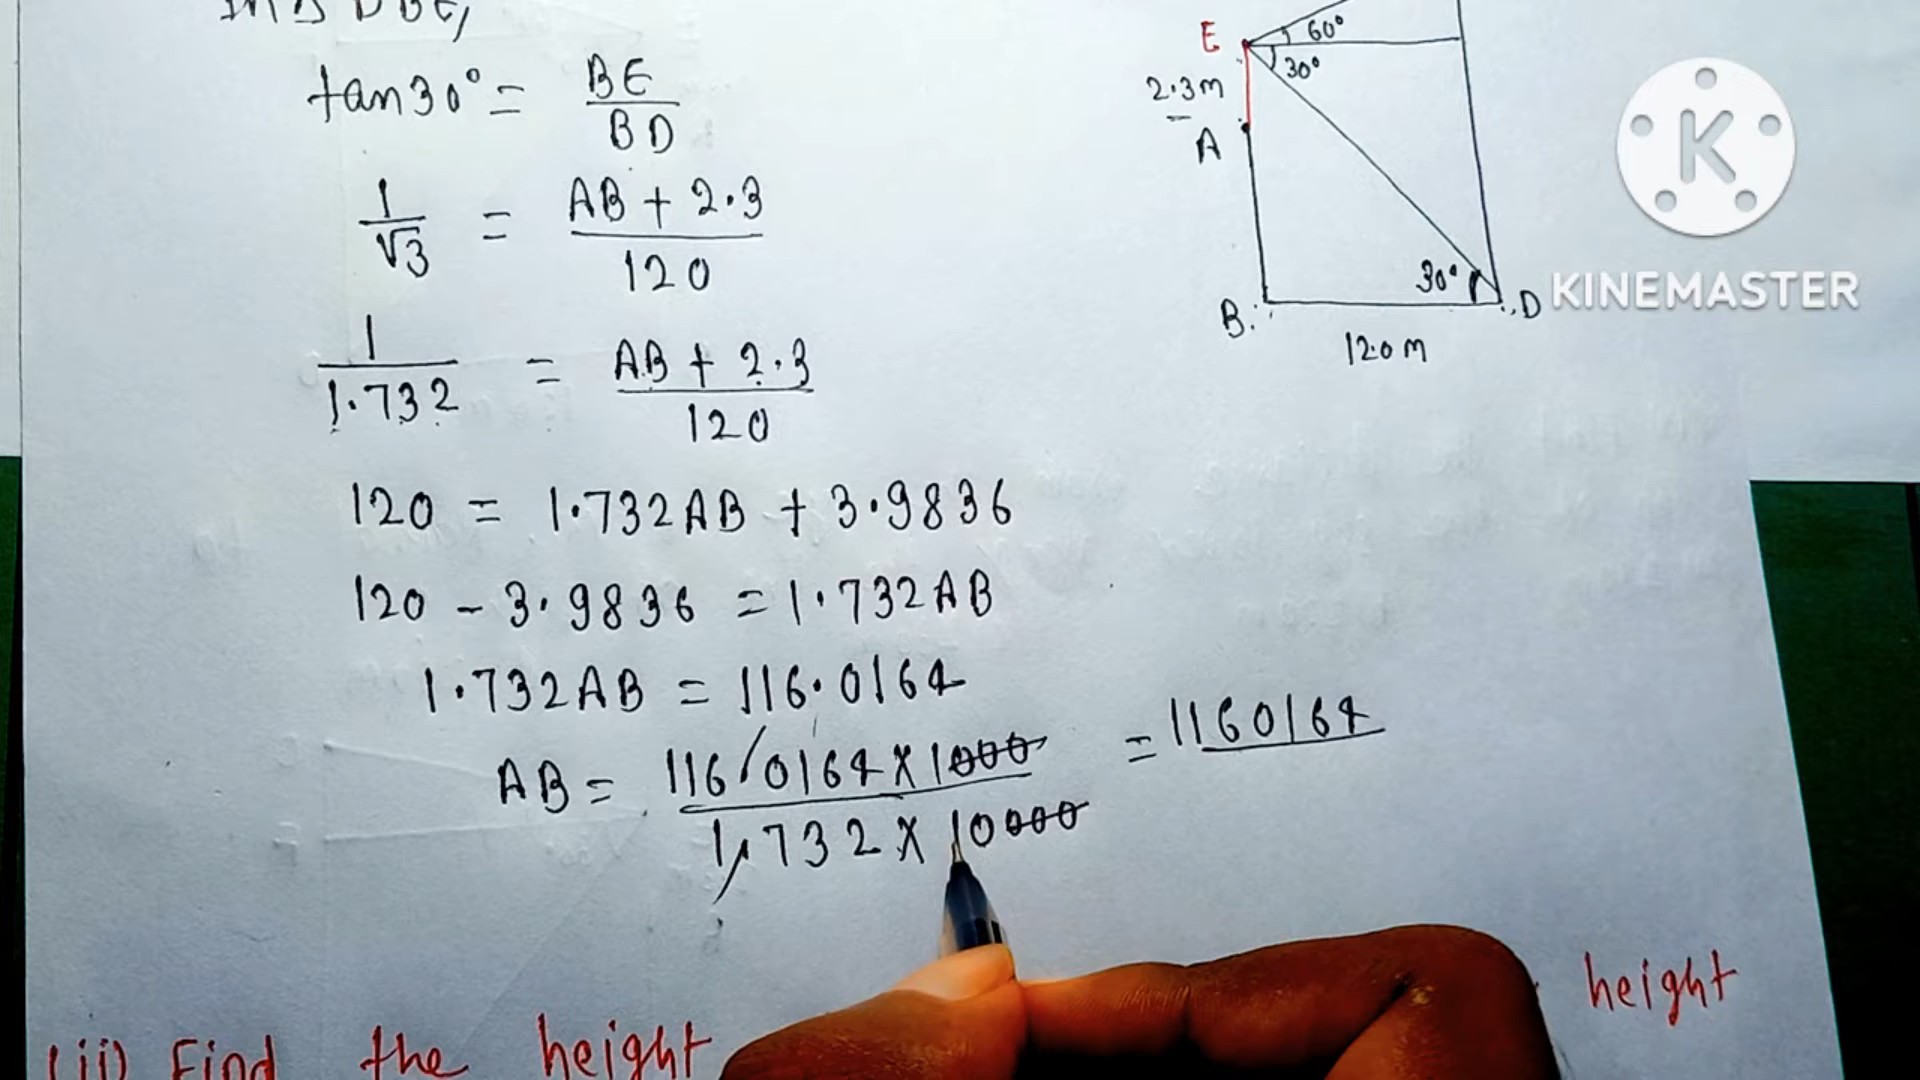 tan30° = BE / BD
1 / √3 = AB + 2.3 / 120
1 / 1.732 = AB + 2.3 / 120
120 = 1.732AB + 3.9836
120 - 3.9836 = 1.732AB
1.732AB = 116.0164
AB = 116.0164 X 1000 / 1.732 X 10000 = 1160164
(ii) Find the height
height
E
60°
30°
2.3m
A
30°
B
D
120m
K
KINEMASTER